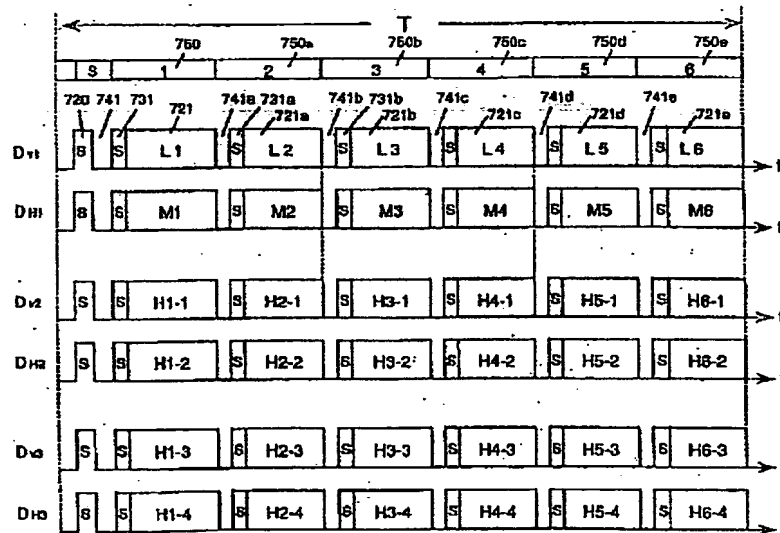 T
750 750a 750b 750c 750d 750e
S 1 2 3 4 5 6
720 741 731 721 741a 731a 721a 741b 731b 721b 741c 721c 741d 721d 741e 721e
DV1 S S L1 S L2 S L3 S L4 S L5 S L6 t
DH1 S S M1 S M2 S M3 S M4 S M5 S M6 t
DV2 S S H1-1 S H2-1 S H3-1 S H4-1 S H5-1 S H6-1 t
DH2 S S H1-2 S H2-2 S H3-2 S H4-2 S H5-2 S H6-2
DV3 S S H1-3 S H2-3 S H3-3 S H4-3 S H5-3 S H6-3
DH3 S S H1-4 S H2-4 S H3-4 S H4-4 S H5-4 S H6-4